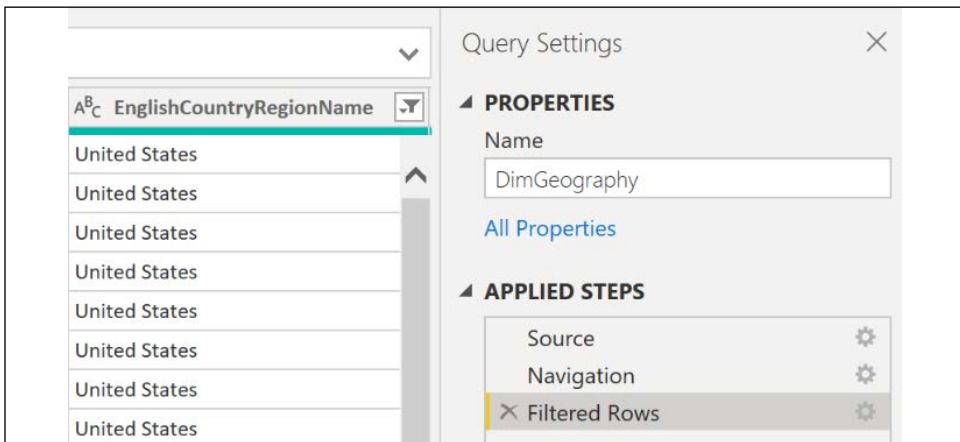 Query Settings
ABC EnglishCountryRegionName
United States
United States
United States
United States
United States
United States
United States
United States
PROPERTIES
Name
DimGeography
All Properties
APPLIED STEPS
Source
Navigation
Filtered Rows